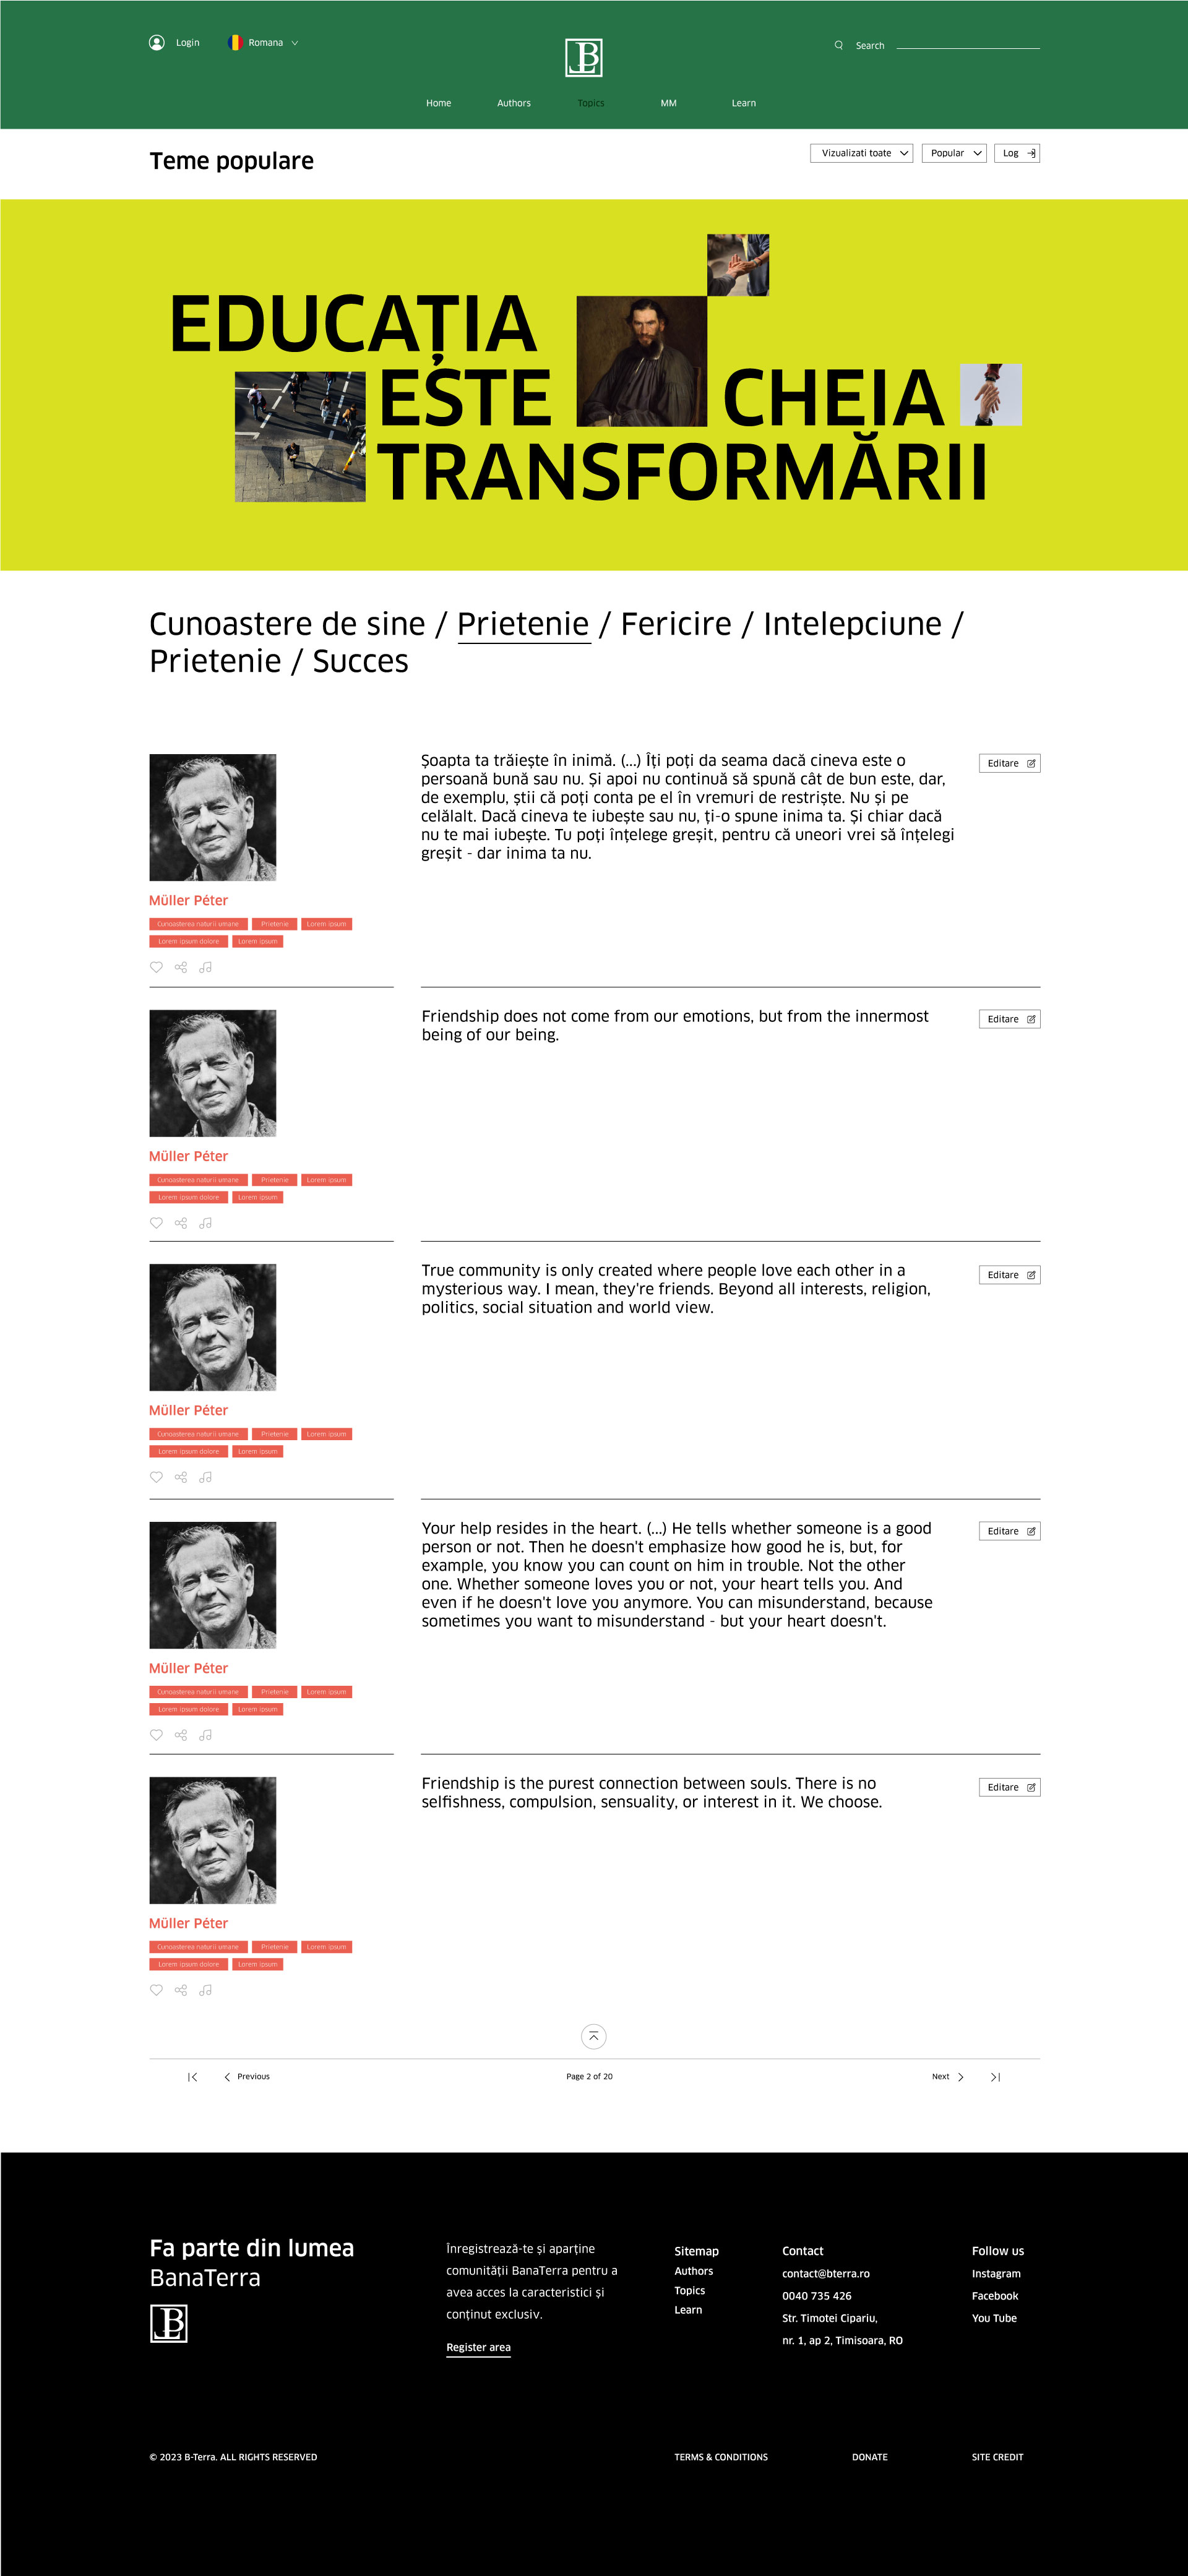 Login
Romana
Search
Home
Authors
Topics
MM
Learn
Teme populare
Vizualizati toate
Popular
Log
EDUCAȚIA
ESTE CHEIA
TRANSFORMĂRII
Cunoastere de sine / Prietenie / Fericire / Intelepciune /
Prietenie / Succes
Șoapta ta trăiește în inimă. (...) Îți poți da seama dacă cineva este o
persoană bună sau nu. Și apoi nu continuă să spună cât de bun este, dar,
de exemplu, știi că poți conta pe el în vremuri de restriște. Nu și pe
celălalt. Dacă cineva te iubește sau nu, ți-o spune inima ta. Și chiar dacă
nu te mai iubește. Tu poți înțelege greșit, pentru că uneori vrei să înțelegi
greșit - dar inima ta nu.
Editare
Müller Péter
Cunoasterea naturii umane
Prietenie
Lorem ipsum
Lorem ipsum dolore
Lorem ipsum
Friendship does not come from our emotions, but from the innermost
being of our being.
Editare
Müller Péter
Cunoasterea naturii umane
Prietenie
Lorem ipsum
Lorem ipsum dolore
Lorem ipsum
True community is only created where people love each other in a
mysterious way. I mean, they're friends. Beyond all interests, religion,
politics, social situation and world view.
Editare
Müller Péter
Cunoasterea naturii umane
Prietenie
Lorem ipsum
Lorem ipsum dolore
Lorem ipsum
Your help resides in the heart. (...) He tells whether someone is a good
person or not. Then he doesn't emphasize how good he is, but, for
example, you know you can count on him in trouble. Not the other
one. Whether someone loves you or not, your heart tells you. And
even if he doesn't love you anymore. You can misunderstand, because
sometimes you want to misunderstand - but your heart doesn't.
Editare
Müller Péter
Cunoasterea naturii umane
Prietenie
Lorem ipsum
Lorem ipsum dolore
Lorem ipsum
Friendship is the purest connection between souls. There is no
selfishness, compulsion, sensuality, or interest in it. We choose.
Editare
Müller Péter
Cunoasterea naturii umane
Prietenie
Lorem ipsum
Lorem ipsum dolore
Lorem ipsum
Previous
Page 2 of 20
Next
Fa parte din lumea
BanaTerra
Înregistrează-te și aparține
comunității BanaTerra pentru a
avea acces la caracteristici și
conținut exclusiv.
Register area
Sitemap
Authors
Topics
Learn
Contact
contact@bterra.ro
0040 735 426
Str. Timotei Cipariu,
nr. 1, ap 2, Timisoara, RO
Follow us
Instagram
Facebook
You Tube
© 2023 B-Terra. ALL RIGHTS RESERVED
TERMS & CONDITIONS
DONATE
SITE CREDIT